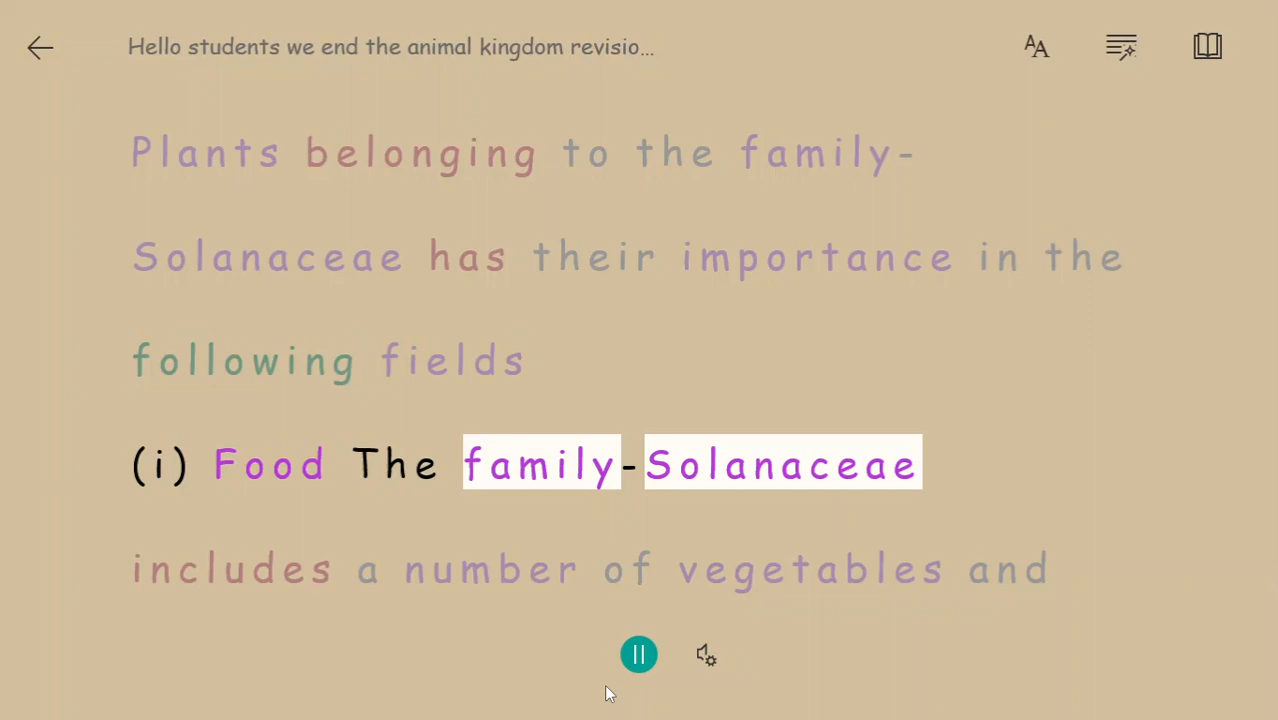 Hello students we end the animal kingdom revisio...
AA
Plants belonging to the family-
Solanaceae has their importance in the
following fields
(i) Food The family-Solanaceae
includes a number of vegetables and